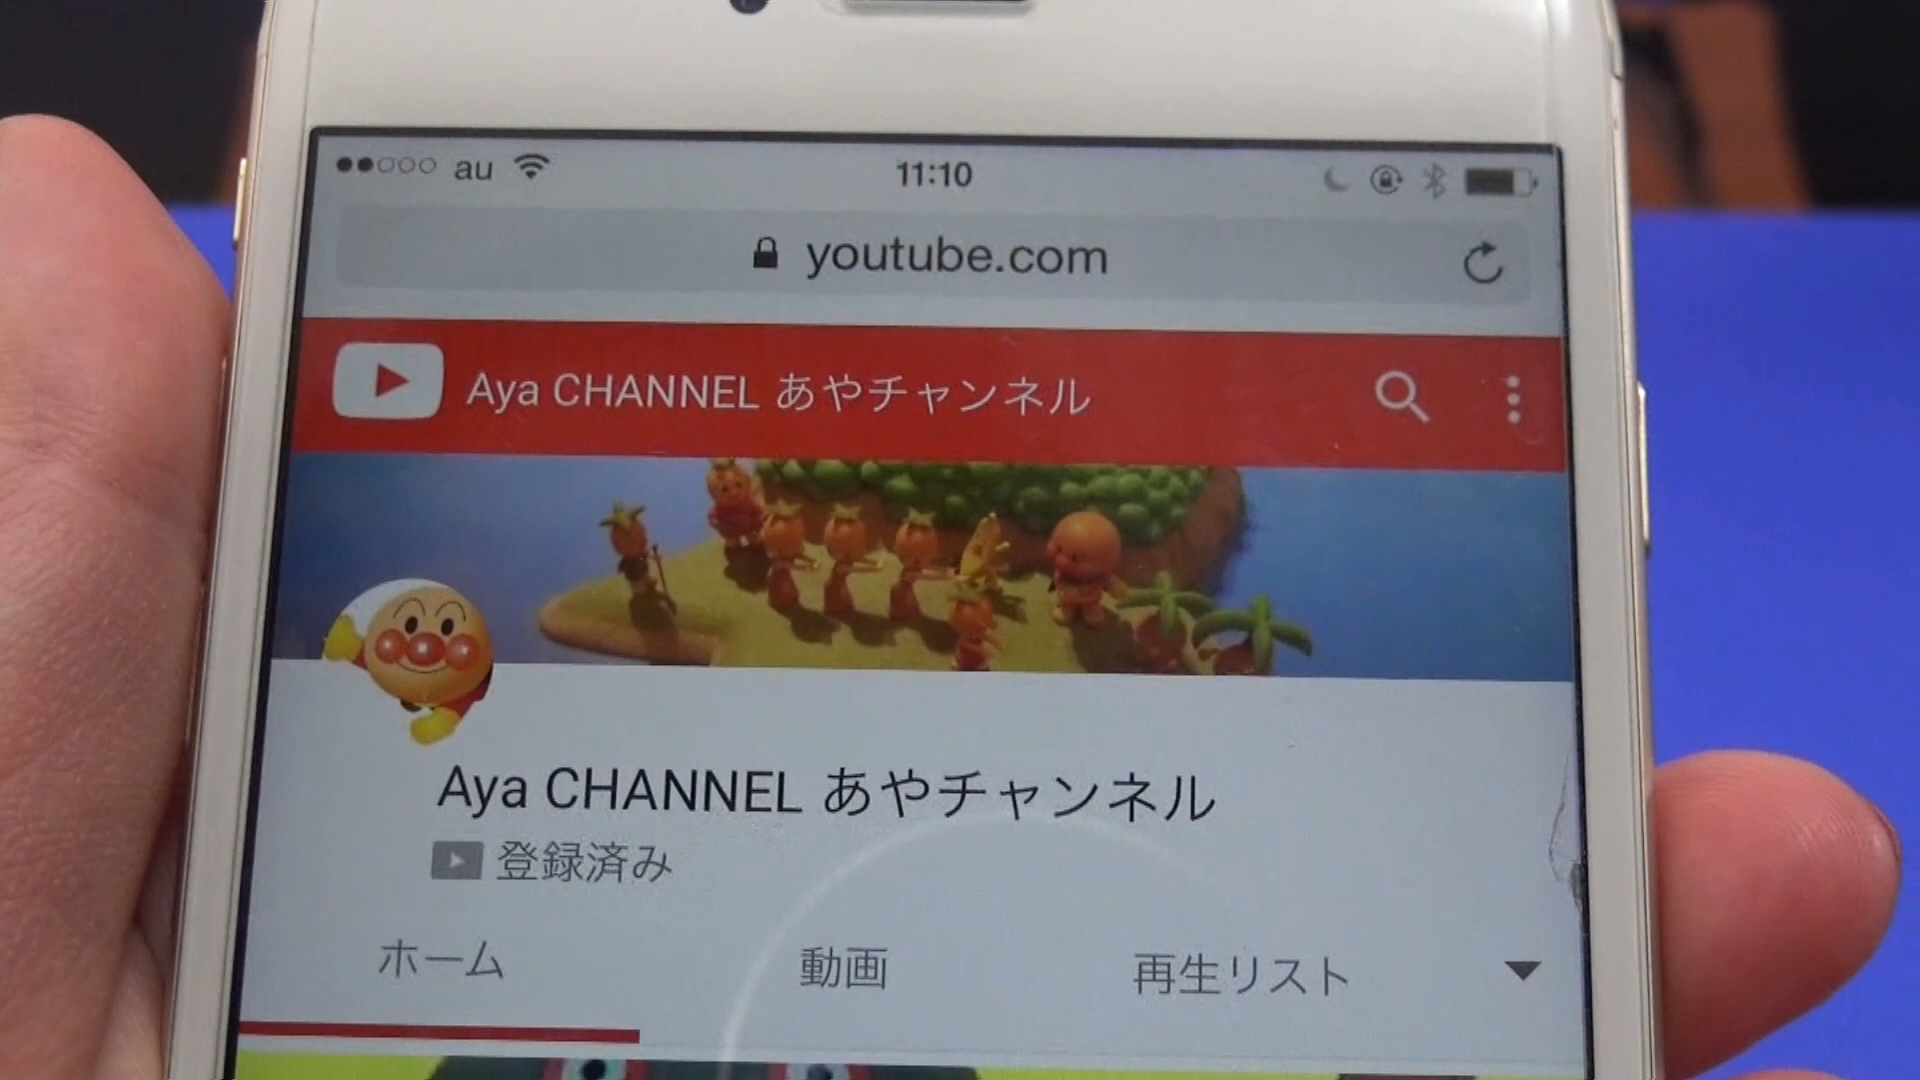 au 11:10
youtube.com
Aya CHANNEL あやチャンネル
Aya CHANNEL あやチャンネル
登録済み
ホーム 動画 再生リスト